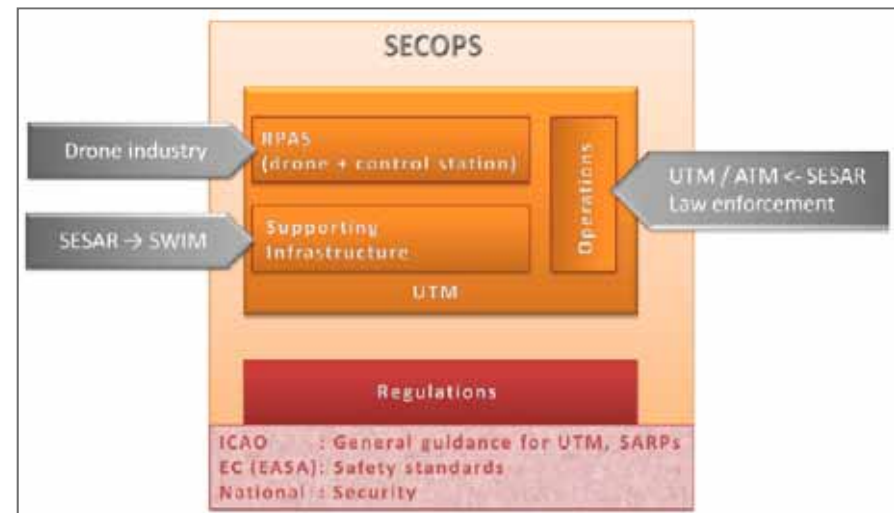 SECOPS
Drone industry
RPAS
(drone + control station)
SESAR → SWIM
Supporting
Infrastructure
Operations
UTM / ATM <- SESAR
Law enforcement
UTM
Regulations
ICAO : General guidance for UTM, SARPs
EC (EASA): Safety standards
National : Security